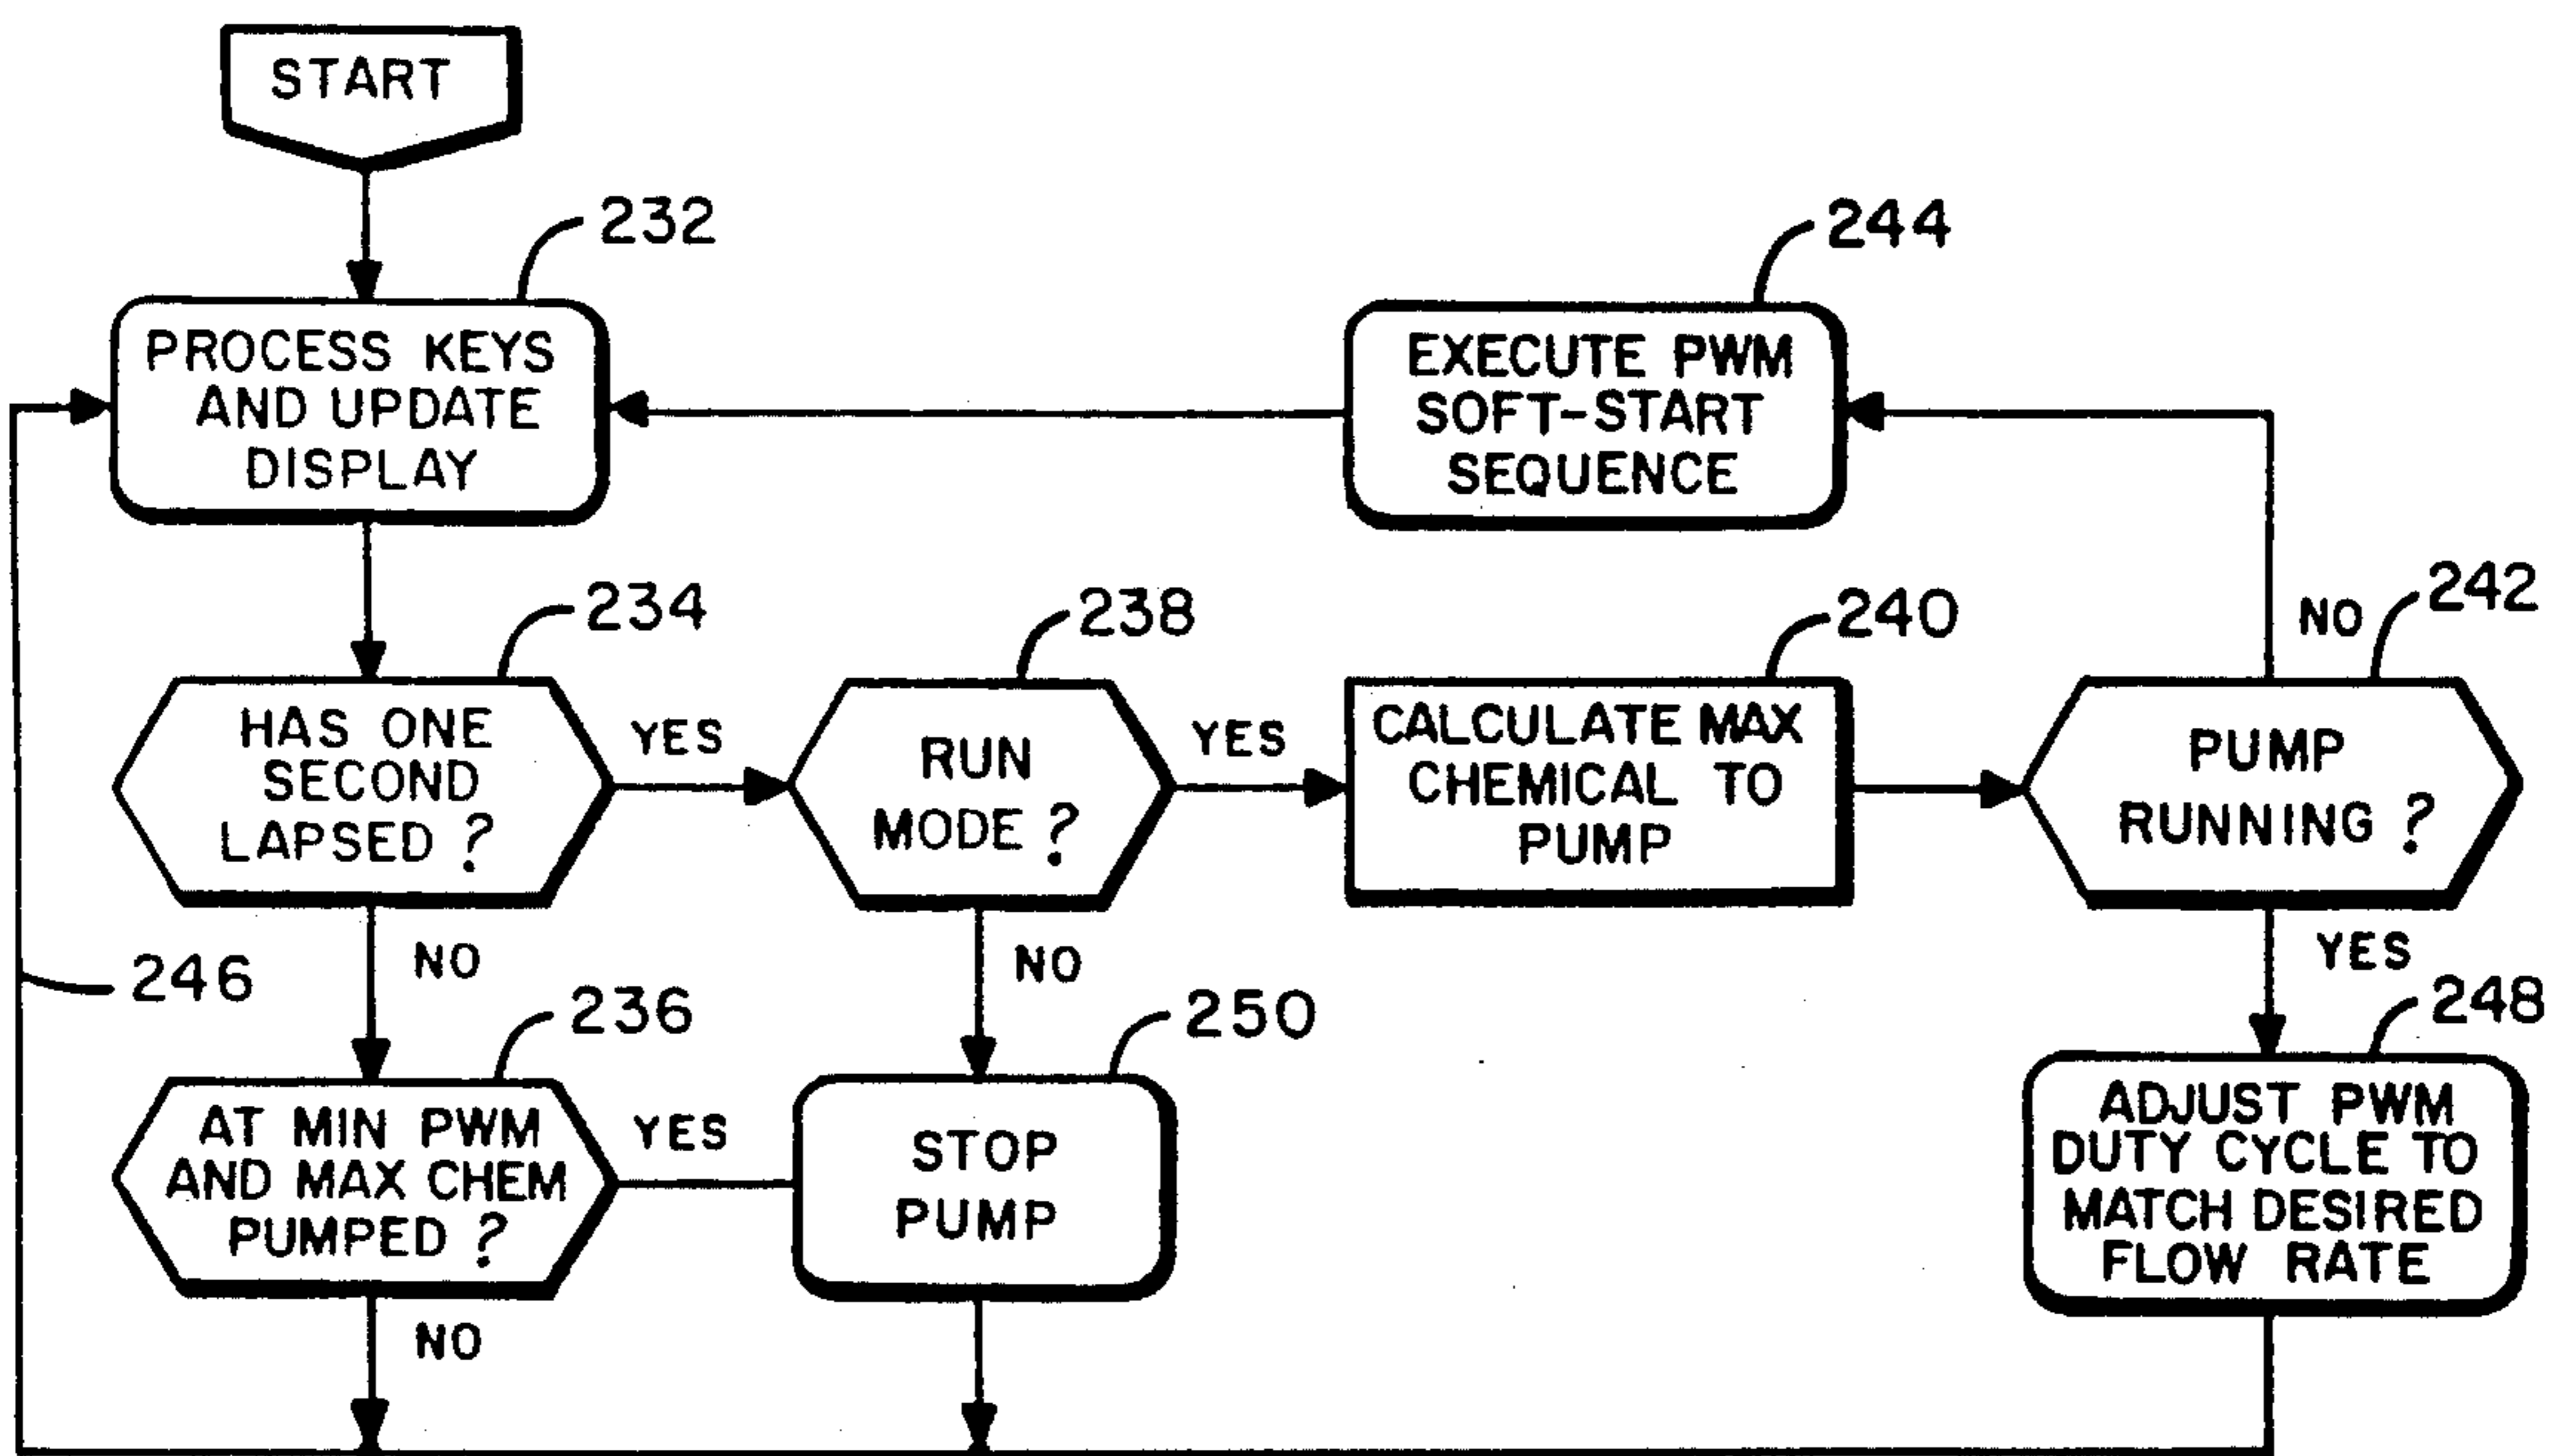 START
232
PROCESS KEYS
AND UPDATE
DISPLAY
244
EXECUTE PWM
SOFT-START
SEQUENCE
234
HAS ONE
SECOND
LAPSED ?
YES
238
RUN
MODE ?
YES
240
CALCULATE MAX
CHEMICAL TO
PUMP
NO
242
PUMP
RUNNING ?
246
NO
NO
YES
236
AT MIN PWM
AND MAX CHEM
PUMPED ?
YES
250
STOP
PUMP
248
ADJUST PWM
DUTY CYCLE TO
MATCH DESIRED
FLOW RATE
NO